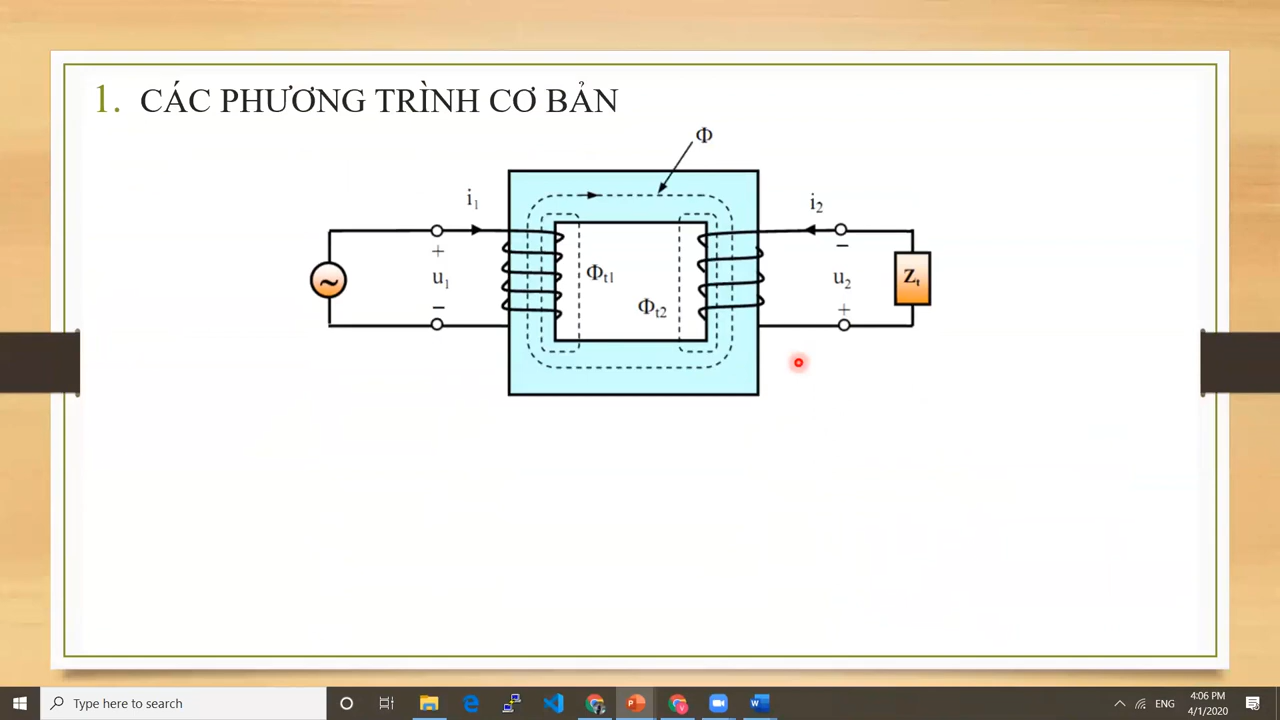 1. CÁC PHƯƠNG TRÌNH CƠ BẢN
Φ
i₁
i₂
+
u₁
−
Φt1
Φt2
−
u₂
+
Zt
~
Type here to search
ENG
4:06 PM
4/1/2020